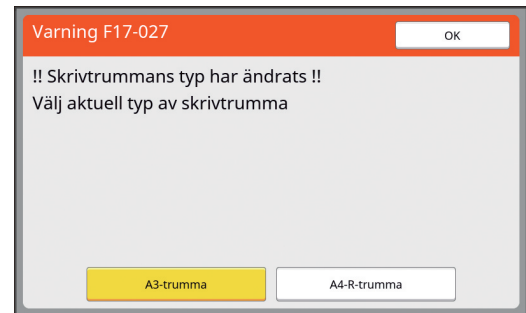 Varning F17-027
OK
!! Skrivtrummans typ har ändrats !!
Välj aktuell typ av skrivtrumma
A3-trumma
A4-R-trumma